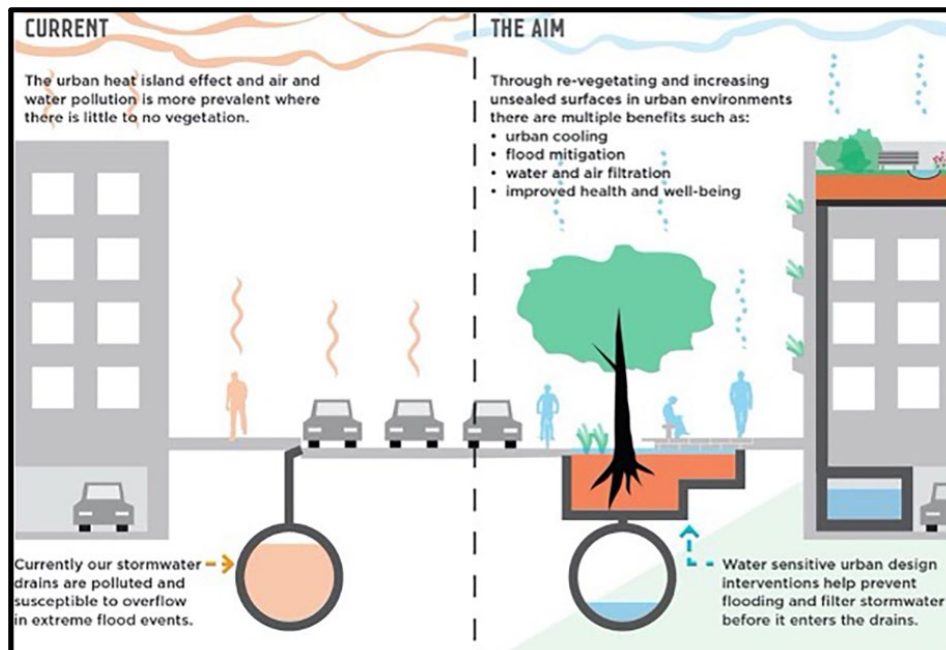 CURRENT
The urban heat island effect and air and
water pollution is more prevalent where
there is little to no vegetation.
Currently our stormwater
drains are polluted and
susceptible to overflow
in extreme flood events.
THE AIM
Through re-vegetating and increasing
unsealed surfaces in urban environments
there are multiple benefits such as:
• urban cooling
• flood mitigation
• water and air filtration
• improved health and well-being
Water sensitive urban design
interventions help prevent
flooding and filter stormwater
before it enters the drains.